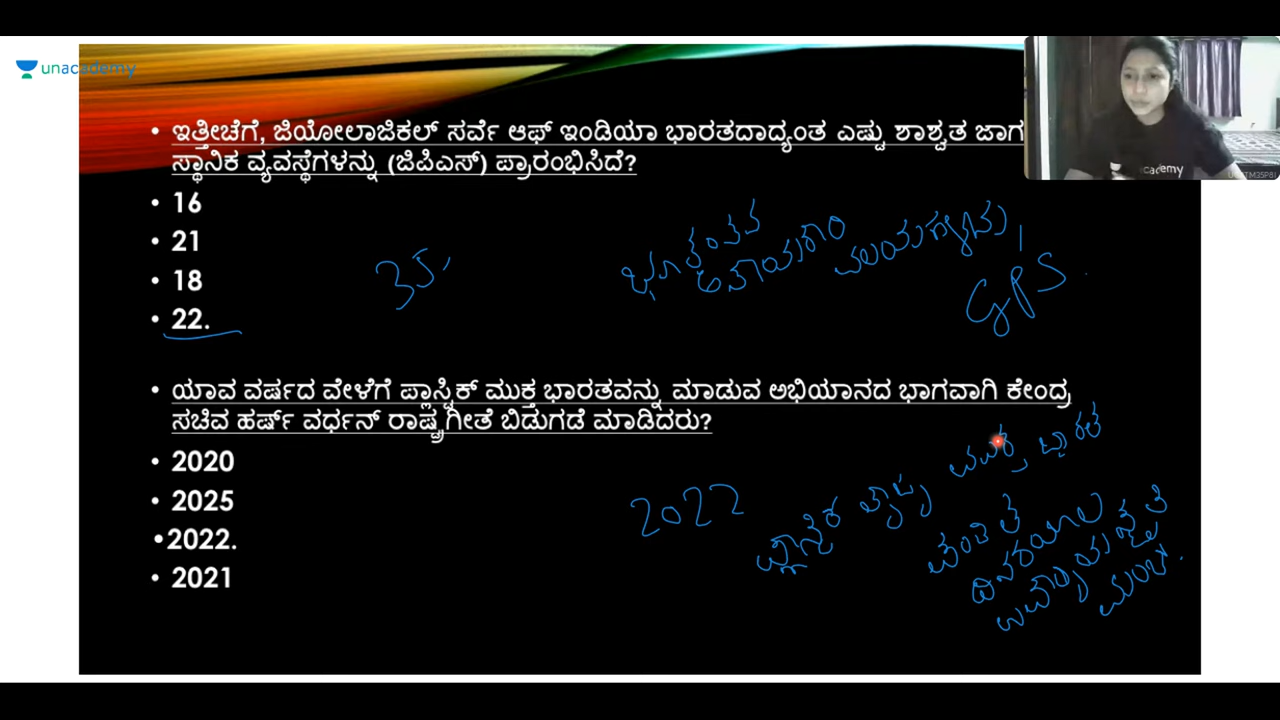 unacademy
• ಇತ್ತೀಚೆಗೆ, ಜಿಯೋಲಾಜಿಕಲ್ ಸರ್ವೆ ಆಫ್ ಇಂಡಿಯಾ ಭಾರತದಾದ್ಯಂತ ಎಷ್ಟು ಶಾಶ್ವತ ಜಾಗ
ಸ್ಥಾನಿಕ ವ್ಯವಸ್ಥೆಗಳನ್ನು (ಜಿಪಿಎಸ್) ಪ್ರಾರಂಭಿಸಿದೆ?
• 16
• 21
• 18
• 22.
35
GPS
• ಯಾವ ವರ್ಷದ ವೇಳೆಗೆ ಪ್ಲಾಸ್ಟಿಕ್ ಮುಕ್ತ ಭಾರತವನ್ನು ಮಾಡುವ ಅಭಿಯಾನದ ಭಾಗವಾಗಿ ಕೇಂದ್ರ
ಸಚಿವ ಹರ್ಷ್ ವರ್ಧನ್ ರಾಷ್ಟ್ರಗೀತೆ ಬಿಡುಗಡೆ ಮಾಡಿದರು?
• 2020
• 2025
•2022.
• 2021
2022